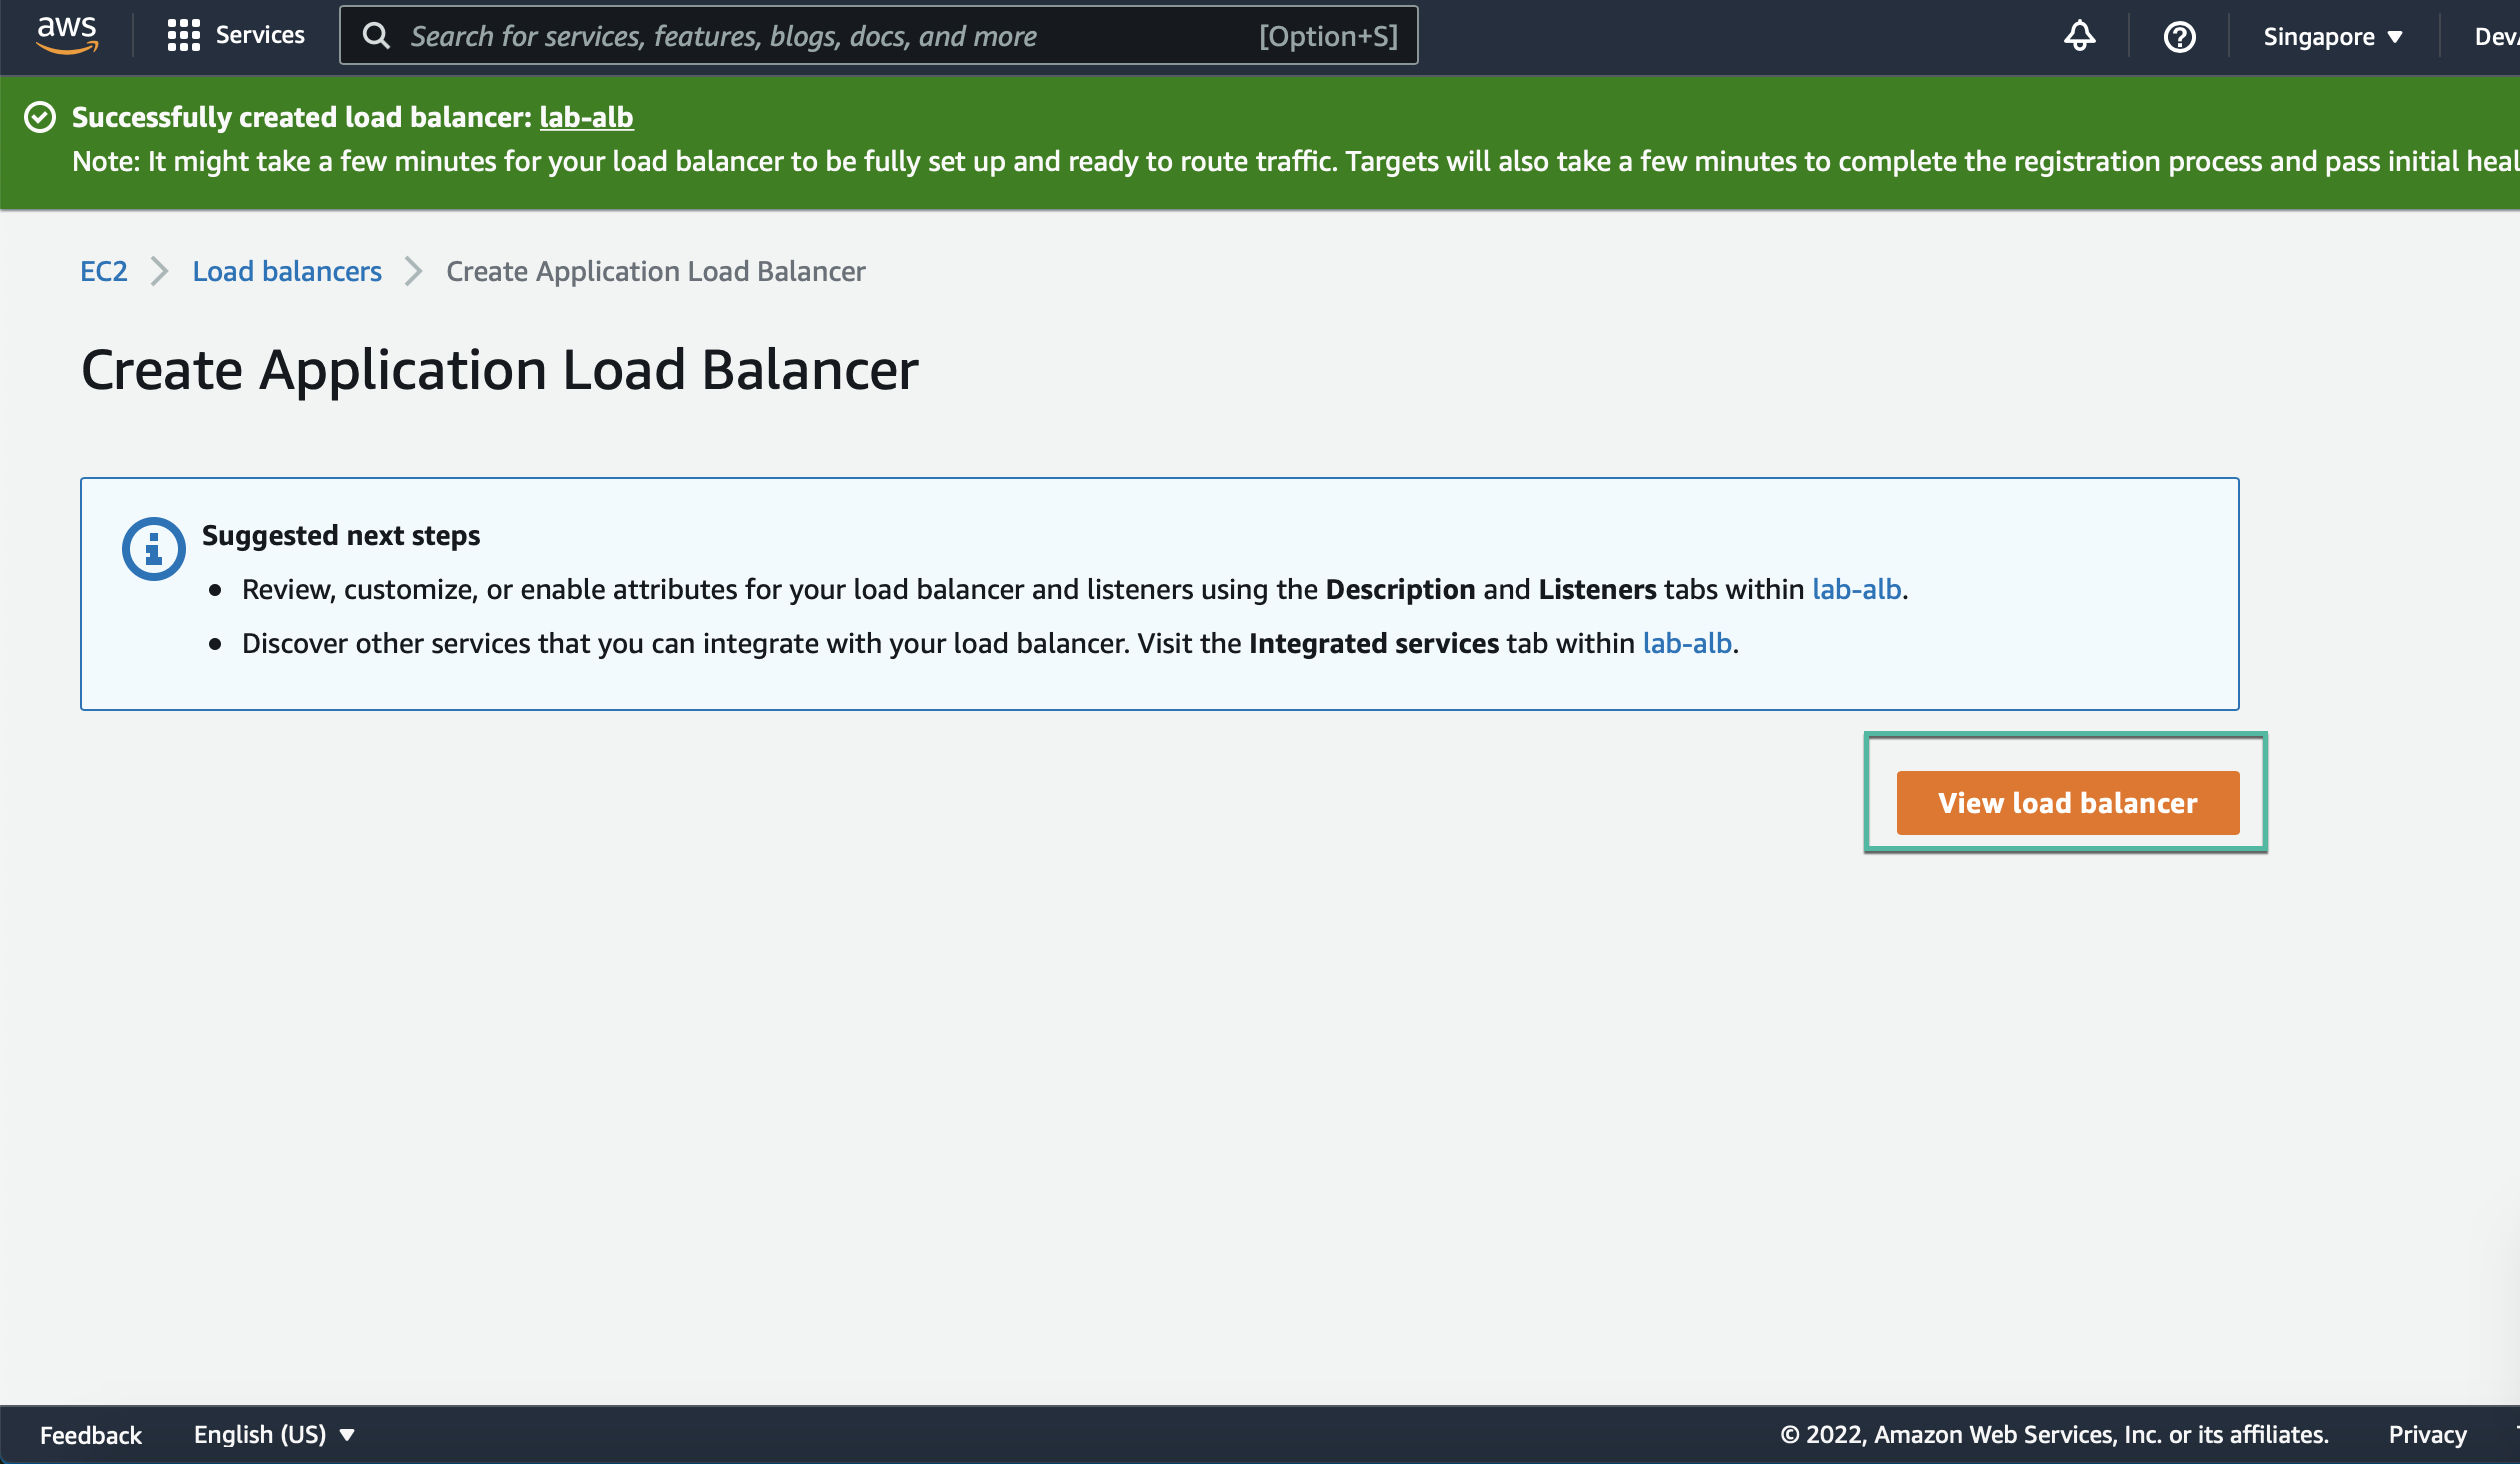 aws
Services
Search for services, features, blogs, docs, and more
[Option+S]
Singapore
Successfully created load balancer: lab-alb
Note: It might take a few minutes for your load balancer to be fully set up and ready to route traffic. Targets will also take a few minutes to complete the registration process and pass initial
EC2
Load balancers
Create Application Load Balancer
Create Application Load Balancer
Suggested next steps
Review, customize, or enable attributes for your load balancer and listeners using the Description and Listeners tabs within lab-alb.
Discover other services that you can integrate with your load balancer. Visit the Integrated services tab within lab-alb.
View load balancer
Feedback
English (US)
© 2022, Amazon Web Services, Inc. or its affiliates.
Privacy